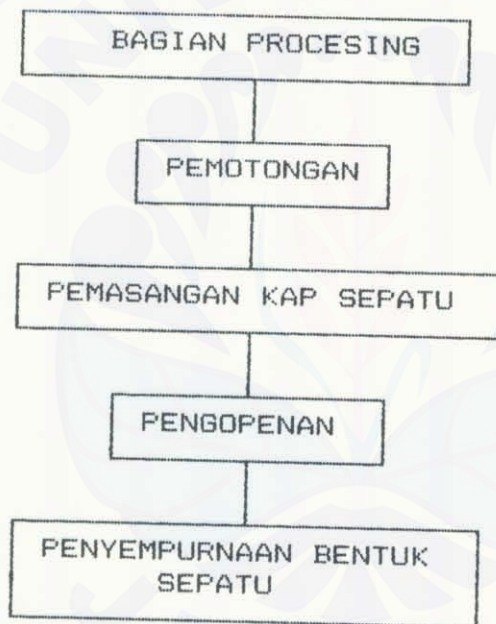 BAGIAN PROCESING
PEMOTONGAN
PEMASANGAN KAP SEPATU
PENGOPENAN
PENYEMPURNAAN BENTUK
SEPATU